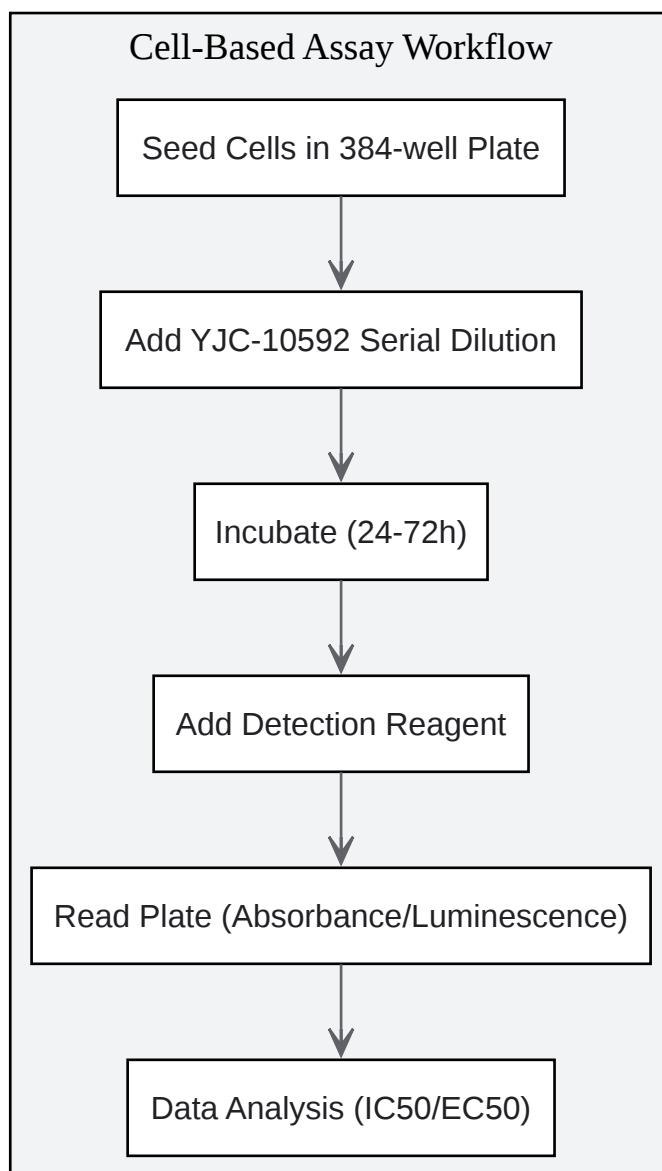 Cell-Based Assay Workflow
Seed Cells in 384-well Plate
Add YJC-10592 Serial Dilution
Incubate (24-72h)
Add Detection Reagent
Read Plate (Absorbance/Luminescence)
Data Analysis (IC50/EC50)